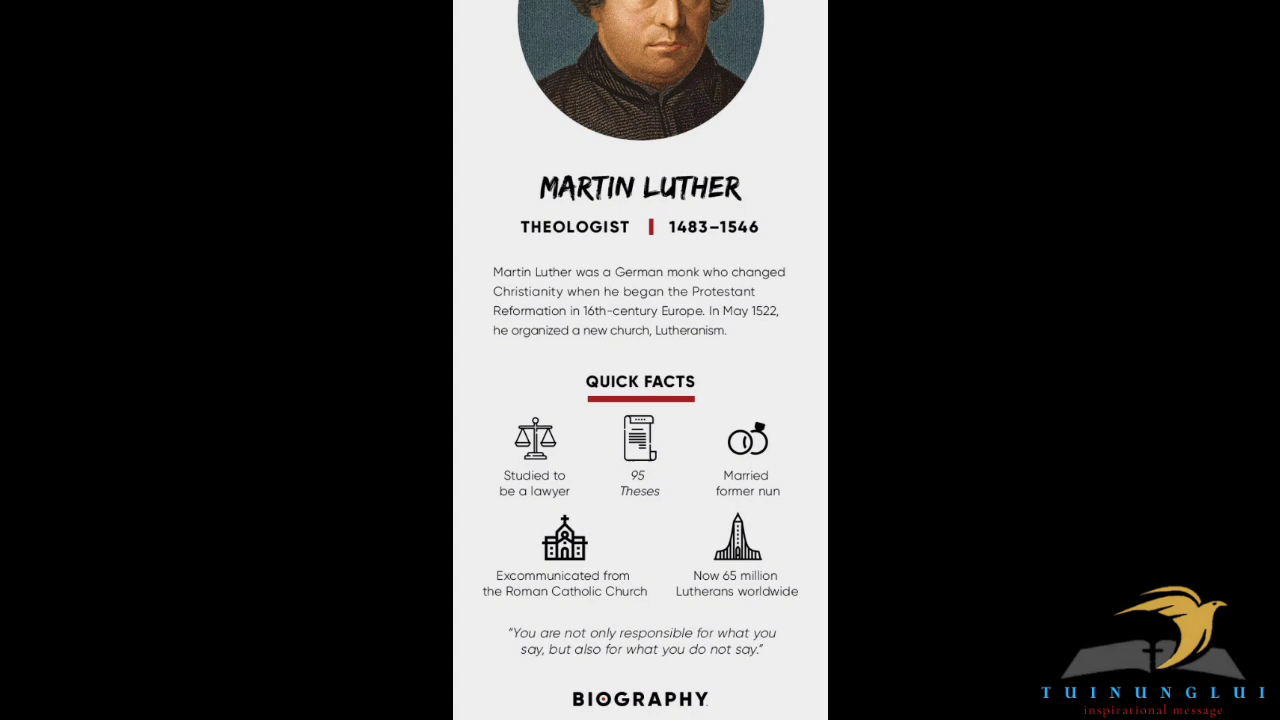 MARTIN LUTHER
THEOLOGIST | 1483–1546
Martin Luther was a German monk who changed
Christianity when he began the Protestant
Reformation in 16th-century Europe. In May 1522,
he organized a new church, Lutheranism.
QUICK FACTS
Studied to
be a lawyer
95
Theses
Married
former nun
Excommunicated from
the Roman Catholic Church
Now 65 million
Lutherans worldwide
“You are not only responsible for what you
say, but also for what you do not say.”
BIOGRAPHY.
TUINUNGLUI
inspirational message